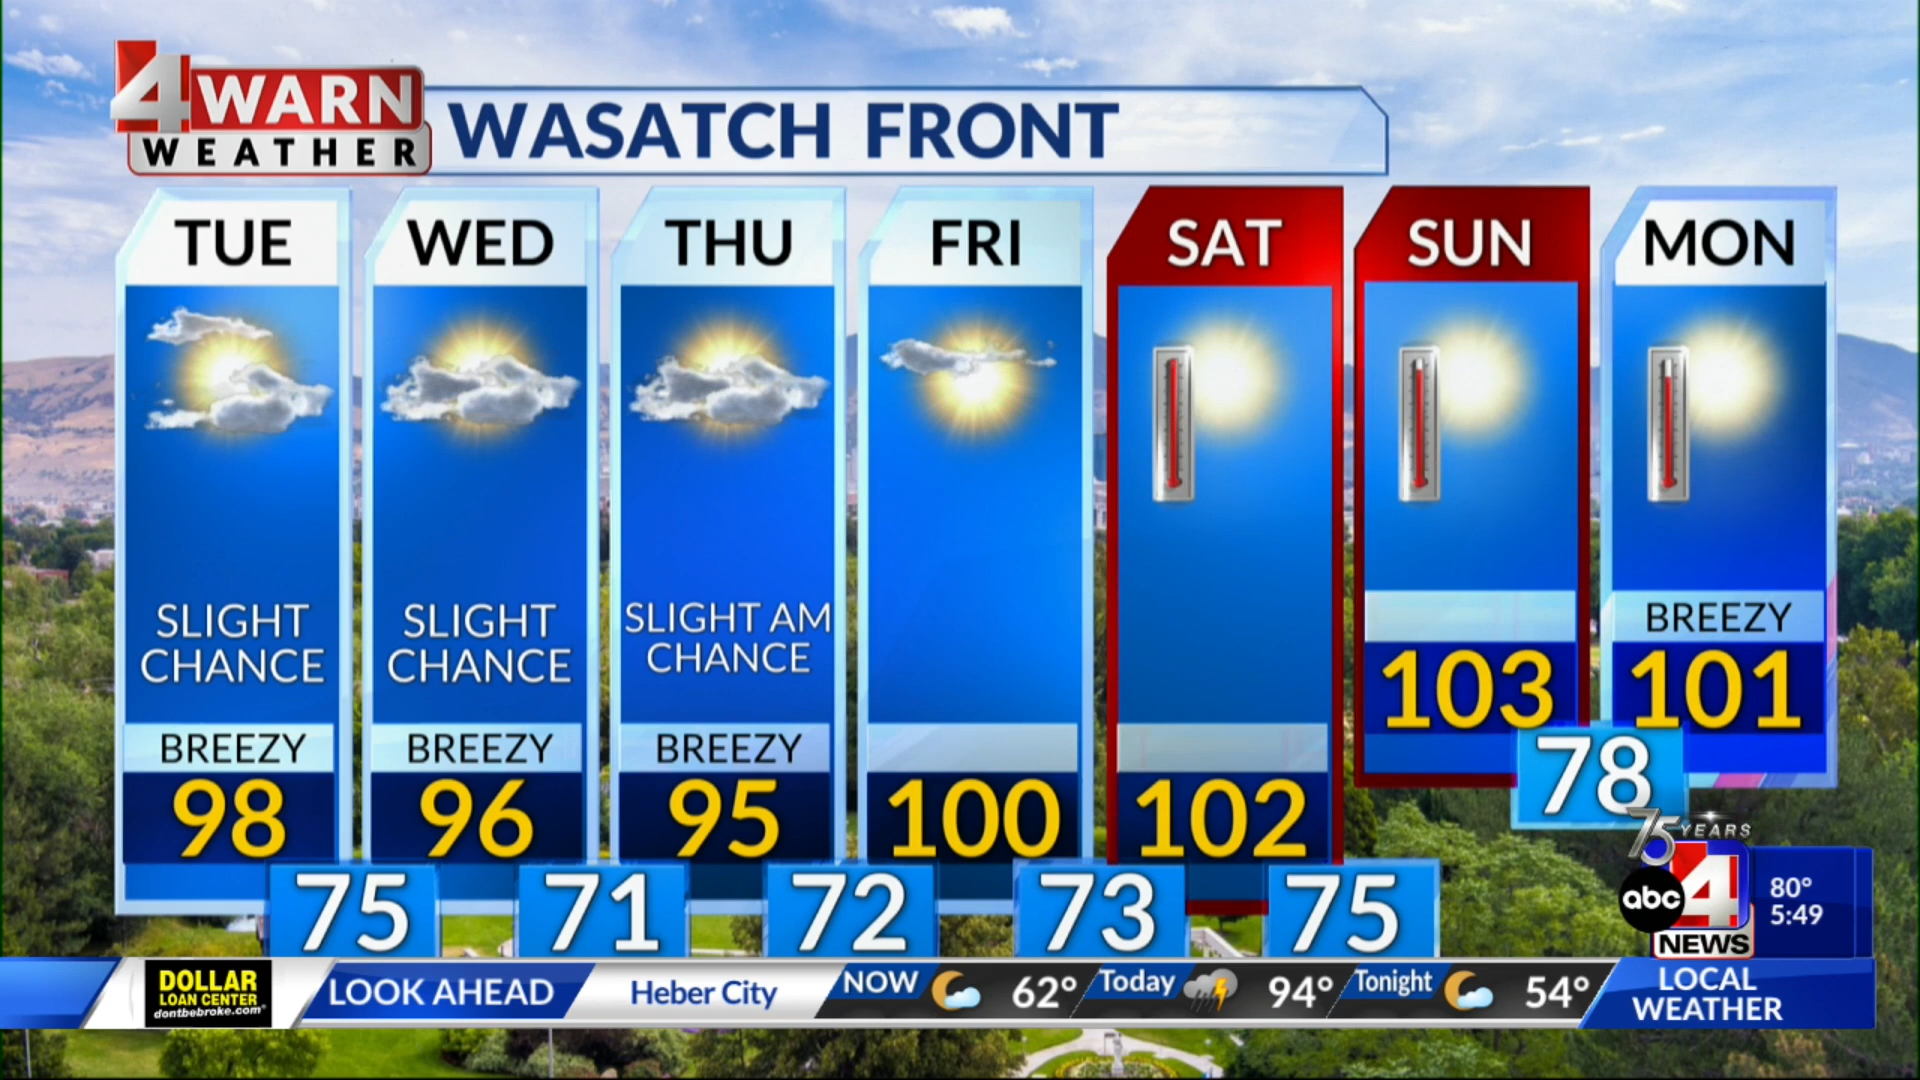 4 WARN
WEATHER
WASATCH FRONT
TUE
SLIGHT
CHANCE
BREEZY
98
75
WED
SLIGHT
CHANCE
BREEZY
96
71
THU
SLIGHT AM
CHANCE
BREEZY
95
72
FRI
100
73
SAT
102
75
SUN
103
78
MON
BREEZY
101
75 YEARS
abc 4
NEWS
80°
5:49
DOLLAR
LOAN CENTER
dontbebroke.com
LOOK AHEAD
Heber City
NOW
62°
Today
94°
Tonight
54°
LOCAL
WEATHER